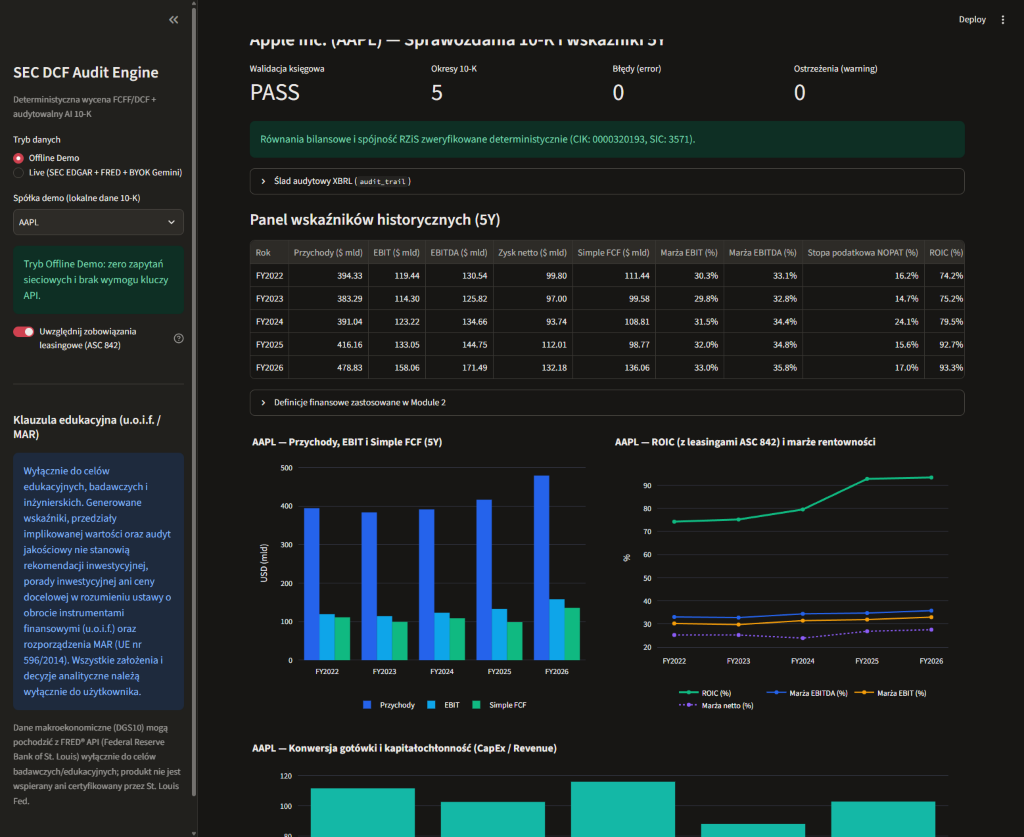 Deploy
SEC DCF Audit Engine
Deterministyczna wycena FCFF/DCF +
audytowalny AI 10-K
Tryb danych
Offline Demo
Live (SEC EDGAR + FRED + BYOK Gemini)
Spółka demo (lokalne dane 10-K)
AAPL
Tryb Offline Demo: zero zapytań
sieciowych i brak wymogu kluczy
API.
Uwzględnij zobowiązania
leasingowe (ASC 842)
Klauzula edukacyjna (u.o.i.f. /
MAR)
Wyłącznie do celów
edukacyjnych, badawczych i
inżynierskich. Generowane
wskaźniki, przedziały
implikowanej wartości oraz audyt
jakościowy nie stanowią
rekomendacji inwestycyjnej,
porady inwestycyjnej ani ceny
docelowej w rozumieniu ustawy o
obrocie instrumentami
finansowymi (u.o.i.f.) oraz
rozporządzenia MAR (UE nr
596/2014). Wszystkie założenia i
decyzje analityczne należą
wyłącznie do użytkownika.
Dane makroekonomiczne (DGS10) mogą
pochodzić z FRED® API (Federal Reserve
Bank of St. Louis) wyłącznie do celów
badawczych/edukacyjnych; produkt nie jest
wspierany ani certyfikowany przez St. Louis
Fed.
Apple Inc. (AAPL) — Sprawozdania 10-K i wskaźniki 5Y
Walidacja księgowa Okresy 10-K Błędy (error) Ostrzeżenia (warning)
PASS 5 0 0
Równania bilansowe i spójność RZiS zweryfikowane deterministycznie (CIK: 0000320193, SIC: 3571).
Ślad audytowy XBRL ( audit_trail )
Panel wskaźników historycznych (5Y)
Rok Przychody ($ mld) EBIT ($ mld) EBITDA ($ mld) Zysk netto ($ mld) Simple FCF ($ mld) Marża EBIT (%) Marża EBITDA (%) Stopa podatkowa NOPAT (%) ROIC (%)
FY2022 394.33 119.44 130.54 99.80 111.44 30.3% 33.1% 16.2% 74.2%
FY2023 383.29 114.30 125.82 97.00 99.58 29.8% 32.8% 14.7% 75.2%
FY2024 391.04 123.22 134.66 93.74 108.81 31.5% 34.4% 24.1% 79.5%
FY2025 416.16 133.05 144.75 112.01 98.77 32.0% 34.8% 15.6% 92.7%
FY2026 478.83 158.06 171.49 132.18 136.06 33.0% 35.8% 17.0% 93.3%
Definicje finansowe zastosowane w Module 2
AAPL — Przychody, EBIT i Simple FCF (5Y)
500
400
300
200
100
0
USD (mld)
FY2022 FY2023 FY2024 FY2025 FY2026
Przychody EBIT Simple FCF
AAPL — ROIC (z leasingami ASC 842) i marże rentowności
90
80
70
60
50
40
30
20
%
FY2022 FY2023 FY2024 FY2025 FY2026
ROIC (%) Marża EBITDA (%) Marża EBIT (%)
Marża netto (%)
AAPL — Konwersja gotówki i kapitałochłonność (CapEx / Revenue)
120
100
80